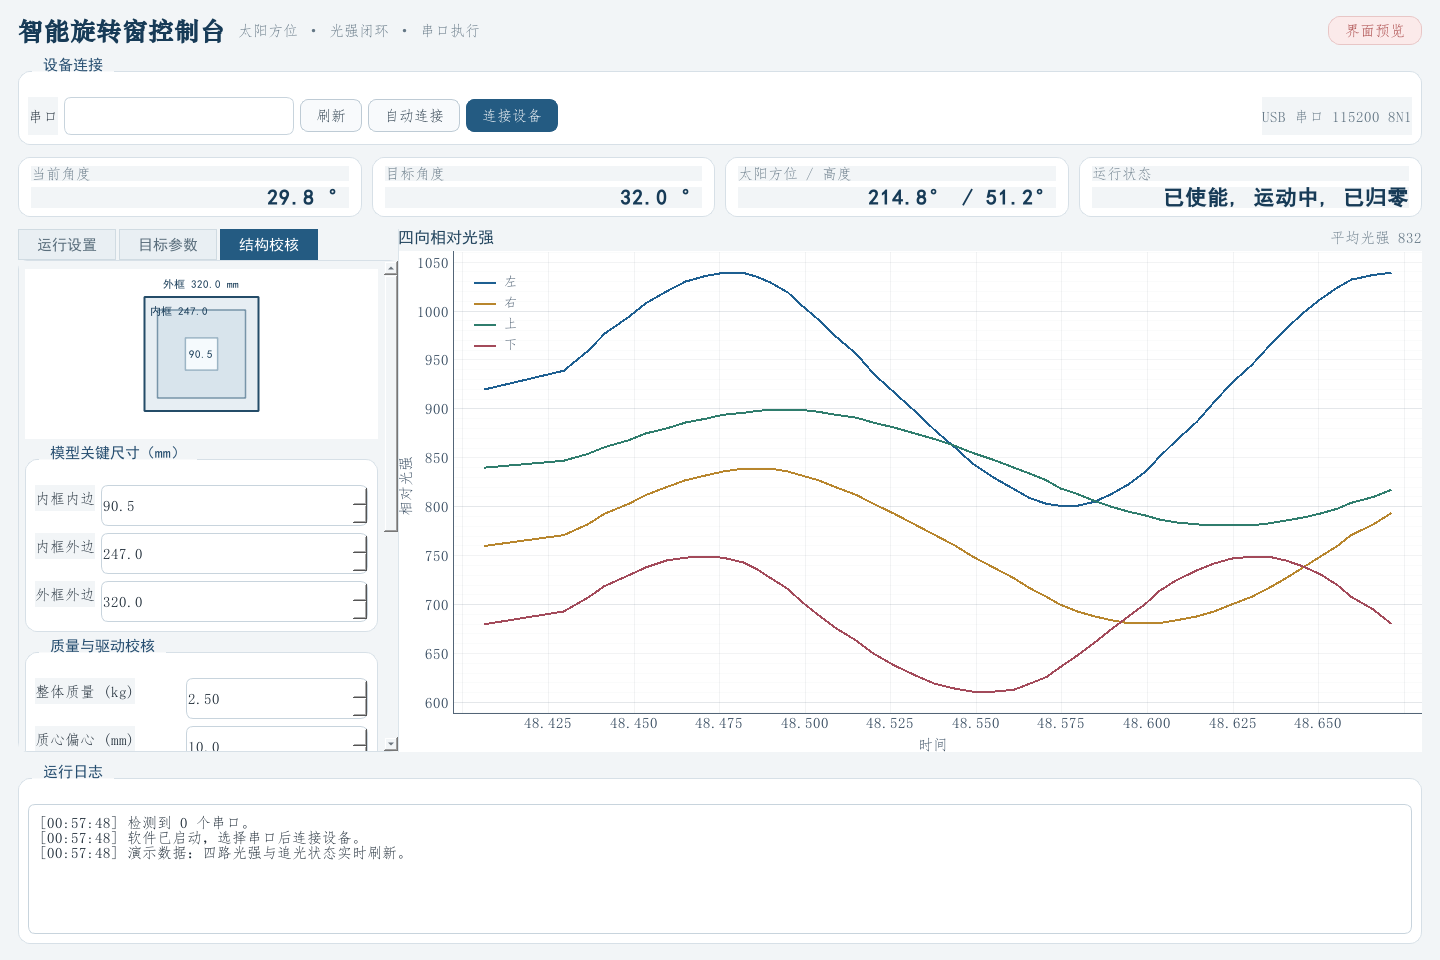 智能旋转窗控制台 太阳方位 • 光强闭环 • 串口执行 界面预览
设备连接
串口 刷新 自动连接 连接设备 USB 串口 115200 8N1
当前角度 目标角度 太阳方位 / 高度 运行状态
29.8 ° 32.0 ° 214.8° / 51.2° 已使能, 运动中, 已归零
运行设置 目标参数 结构校核
外框 320.0 mm
内框 247.0
90.5
模型关键尺寸 (mm)
内框内边 90.5
内框外边 247.0
外框外边 320.0
质量与驱动校核
整体质量 (kg) 2.50
质心偏心 (mm) 10.0
四向相对光强 平均光强 832
左
右
上
下
1050
1000
950
900
850
800
750
700
650
600
相对光强
48.425 48.450 48.475 48.500 48.525 48.550 48.575 48.600 48.625 48.650
时间
运行日志
[00:57:48] 检测到 0 个串口。
[00:57:48] 软件已启动, 选择串口后连接设备。
[00:57:48] 演示数据: 四路光强与追光状态实时刷新。